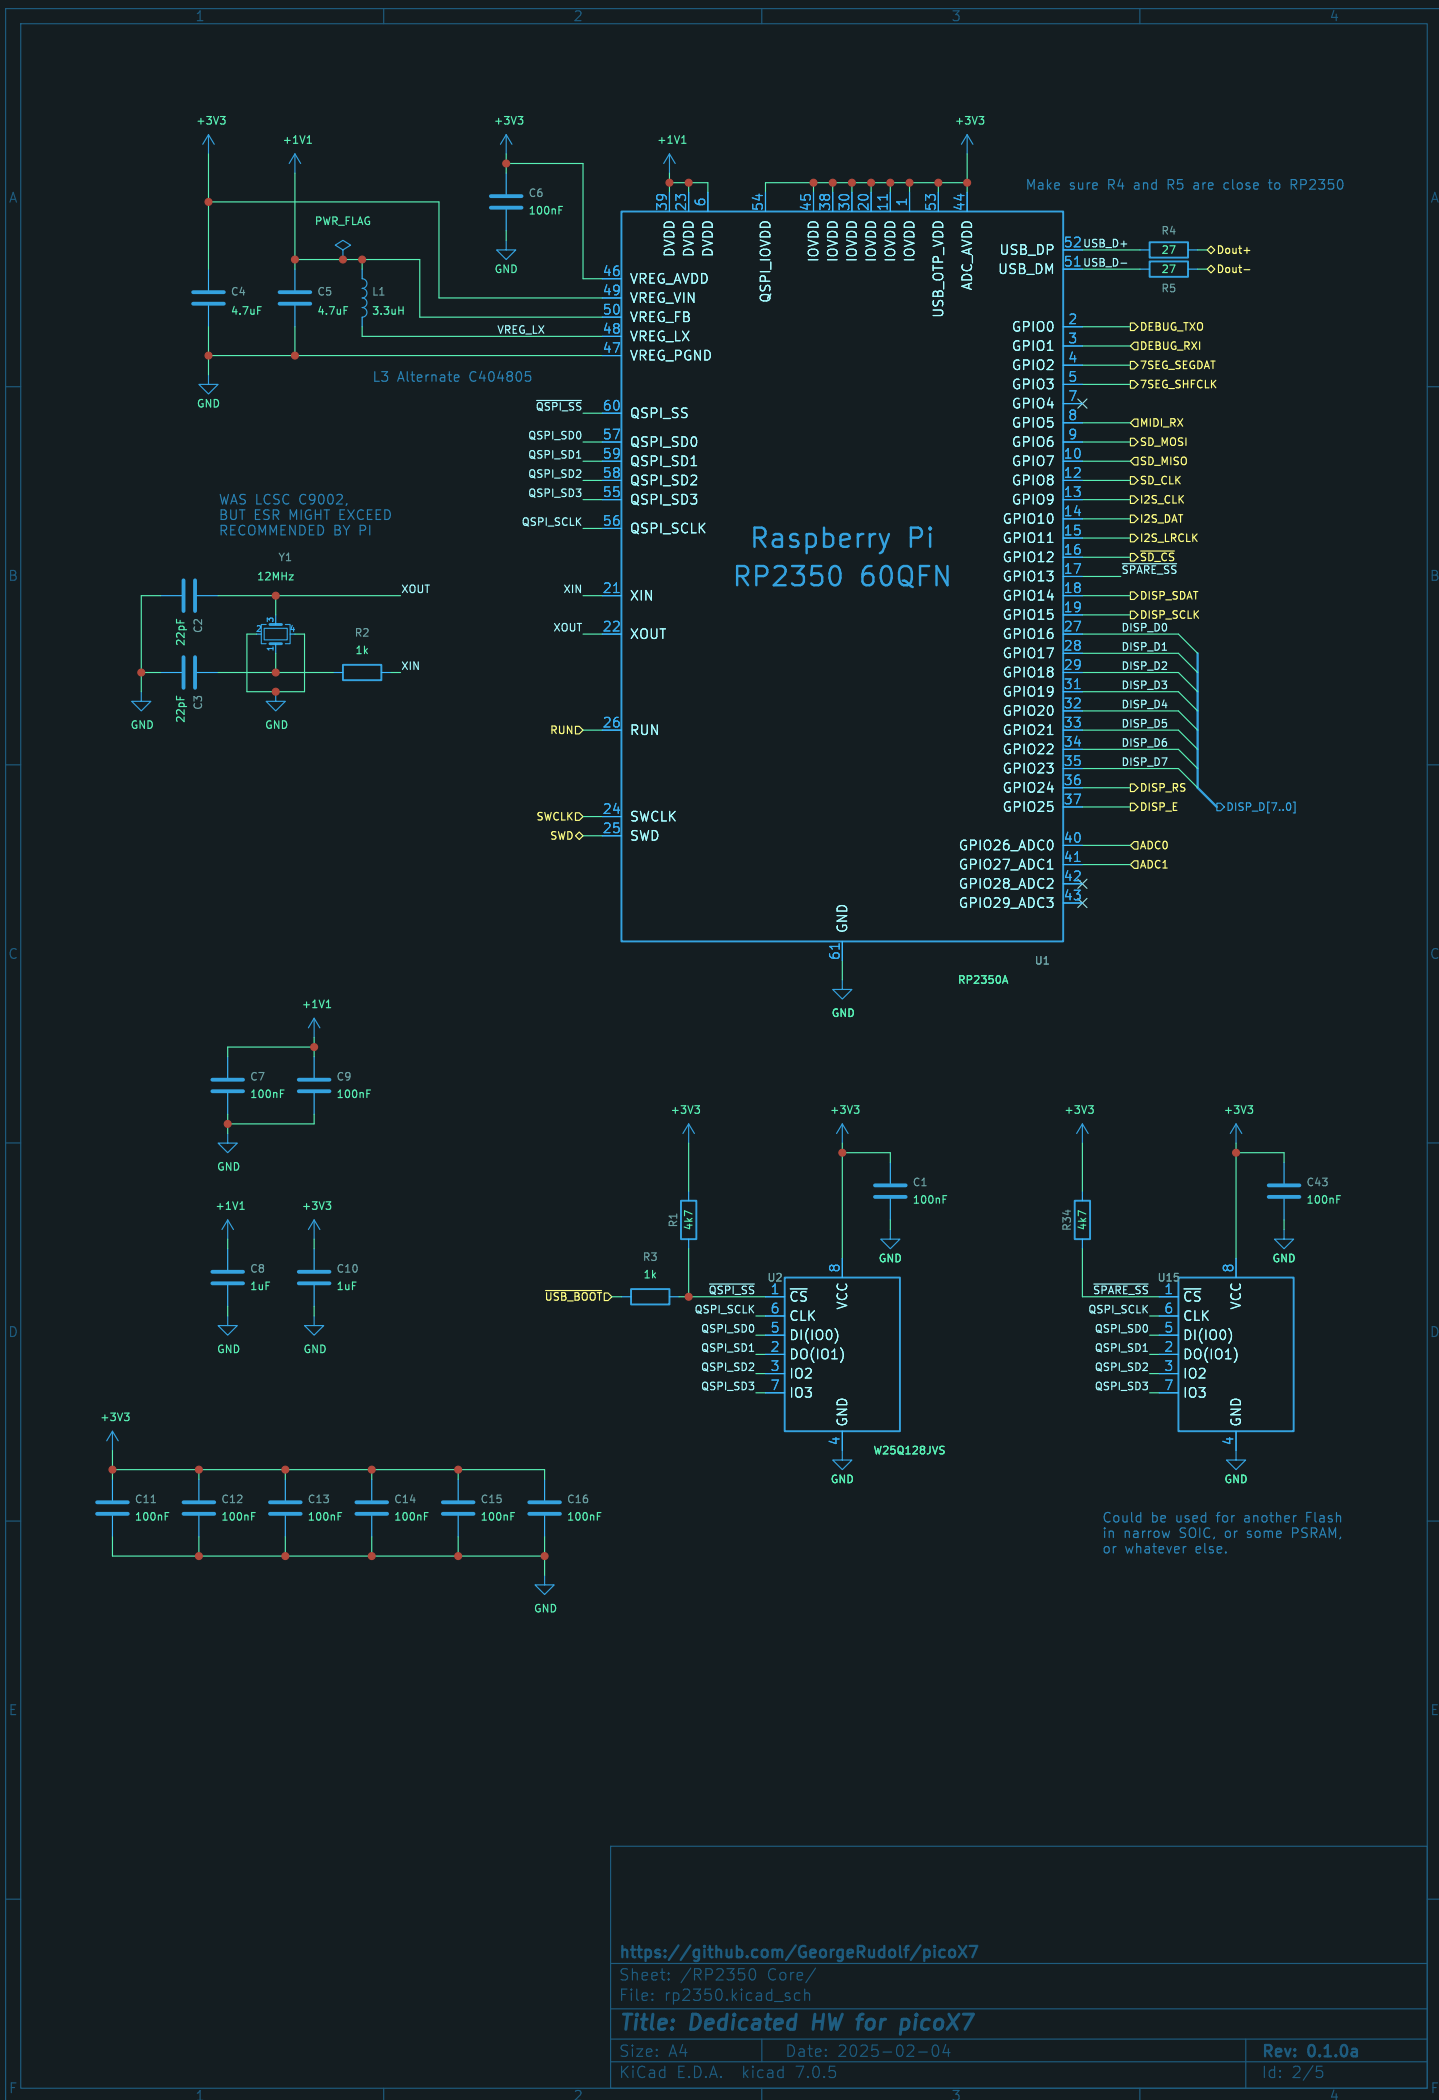 1 2 3 4
+3V3
+1V1
+3V3
+1V1
+3V3
Make sure R4 and R5 are close to RP2350
A A
PWR_FLAG
C6
100nF
GND
39 23 6 54 45 38 30 20 11 1 53 44
DVDD DVDD DVDD QSPI_IOVDD IOVDD IOVDD IOVDD IOVDD IOVDD IOVDD USB_OTP_VDD ADC_AVDD
C4
4.7uF
C5
4.7uF
L1
3.3uH
VREG_LX
GND
L3 Alternate C404805
46 VREG_AVDD
49 VREG_VIN
50 VREG_FB
48 VREG_LX
47 VREG_PGND
QSPI_SS 60 QSPI_SS
QSPI_SD0 57 QSPI_SD0
QSPI_SD1 59 QSPI_SD1
QSPI_SD2 58 QSPI_SD2
QSPI_SD3 55 QSPI_SD3
QSPI_SCLK 56 QSPI_SCLK
XIN 21 XIN
XOUT 22 XOUT
RUN 26 RUN
SWCLK 24 SWCLK
SWD 25 SWD
Raspberry Pi
RP2350 60QFN
USB_DP 52 USB_D+ R4 27 Dout+
USB_DM 51 USB_D- 27 Dout-
R5
GPIO0 2 DEBUG_TXO
GPIO1 3 DEBUG_RXI
GPIO2 4 7SEG_SEGDAT
GPIO3 5 7SEG_SHFCLK
GPIO4 7
GPIO5 8 MIDI_RX
GPIO6 9 SD_MOSI
GPIO7 10 SD_MISO
GPIO8 12 SD_CLK
GPIO9 13 I2S_CLK
GPIO10 14 I2S_DAT
GPIO11 15 I2S_LRCLK
GPIO12 16 SD_CS
GPIO13 17 SPARE_SS
GPIO14 18 DISP_SDAT
GPIO15 19 DISP_SCLK
GPIO16 27 DISP_D0
GPIO17 28 DISP_D1
GPIO18 29 DISP_D2
GPIO19 31 DISP_D3
GPIO20 32 DISP_D4
GPIO21 33 DISP_D5
GPIO22 34 DISP_D6
GPIO23 35 DISP_D7
GPIO24 36 DISP_RS
GPIO25 37 DISP_E
DISP_D[7..0]
GPIO26_ADC0 40 ADC0
GPIO27_ADC1 41 ADC1
GPIO28_ADC2 42
GPIO29_ADC3 43
GND
61
GND
U1
RP2350A
WAS LCSC C9002,
BUT ESR MIGHT EXCEED
RECOMMENDED BY PI
B B
Y1
12MHz
XOUT
22pF
C2
3
2 4
1
R2
1k
XIN
22pF
C3
GND
GND
C C
+1V1
C7
100nF
C9
100nF
GND
+1V1
+3V3
C8
1uF
C10
1uF
GND
GND
+3V3
+3V3
C1
100nF
GND
R1
4k7
R3
1k
USB_BOOT
U2
QSPI_SS 1 CS
QSPI_SCLK 6 CLK
QSPI_SD0 5 DI(IO0)
QSPI_SD1 2 DO(IO1)
QSPI_SD2 3 IO2
QSPI_SD3 7 IO3
8
VCC
GND
4
GND
W25Q128JVS
+3V3
+3V3
C43
100nF
GND
R34
4k7
U15
SPARE_SS 1 CS
QSPI_SCLK 6 CLK
QSPI_SD0 5 DI(IO0)
QSPI_SD1 2 DO(IO1)
QSPI_SD2 3 IO2
QSPI_SD3 7 IO3
8
VCC
GND
4
GND
D D
Could be used for another Flash
in narrow SOIC, or some PSRAM,
or whatever else.
+3V3
C11
100nF
C12
100nF
C13
100nF
C14
100nF
C15
100nF
C16
100nF
GND
E E
https://github.com/GeorgeRudolf/picoX7
Sheet: /RP2350 Core/
File: rp2350.kicad_sch
Title: Dedicated HW for picoX7
Size: A4 Date: 2025-02-04 Rev: 0.1.0a
KiCad E.D.A. kicad 7.0.5 Id: 2/5
F F
1 2 3 4